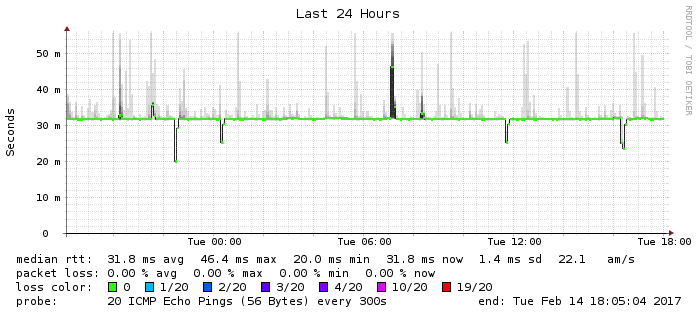 Last 24 Hours
RRDTOOL / TOBI OETIKER
Seconds
50 m
40 m
30 m
20 m
10 m
0
Tue 00:00 Tue 06:00 Tue 12:00 Tue 18:00
median rtt: 31.8 ms avg 46.4 ms max 20.0 ms min 31.8 ms now 1.4 ms sd 22.1 am/s
packet loss: 0.00 % avg 0.00 % max 0.00 % min 0.00 % now
loss color: 0 1/20 2/20 3/20 4/20 10/20 19/20
probe: 20 ICMP Echo Pings (56 Bytes) every 300s end: Tue Feb 14 18:05:04 2017